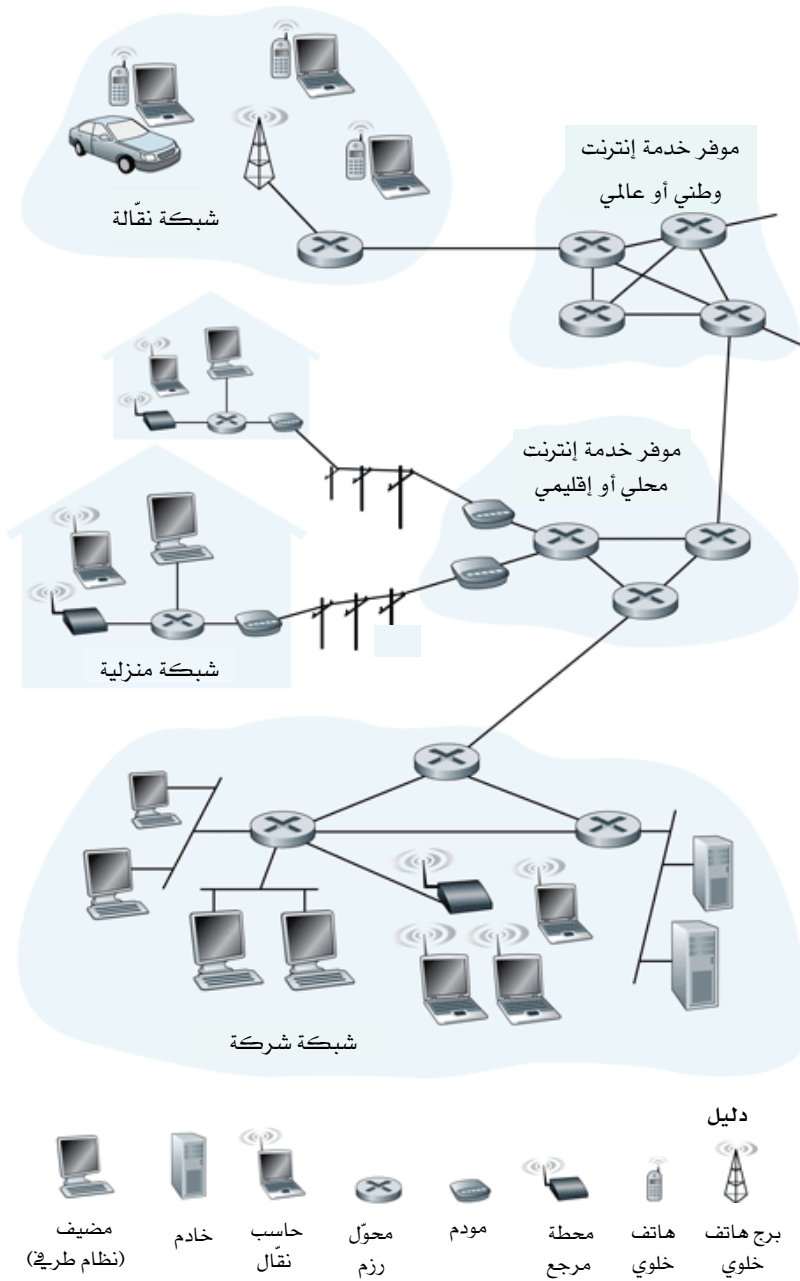 موفر خدمة إنترنت
وطني أو عالمي
شبكة نقّالة
موفر خدمة إنترنت
محلي أو إقليمي
شبكة منزلية
شبكة شركة
دليل
برج هاتف
خلوي
هاتف
خلوي
محطة
مرجع
مودم
محوّل
رزم
حاسب
نقّال
خادم
مضيف
(نظام طرفي)